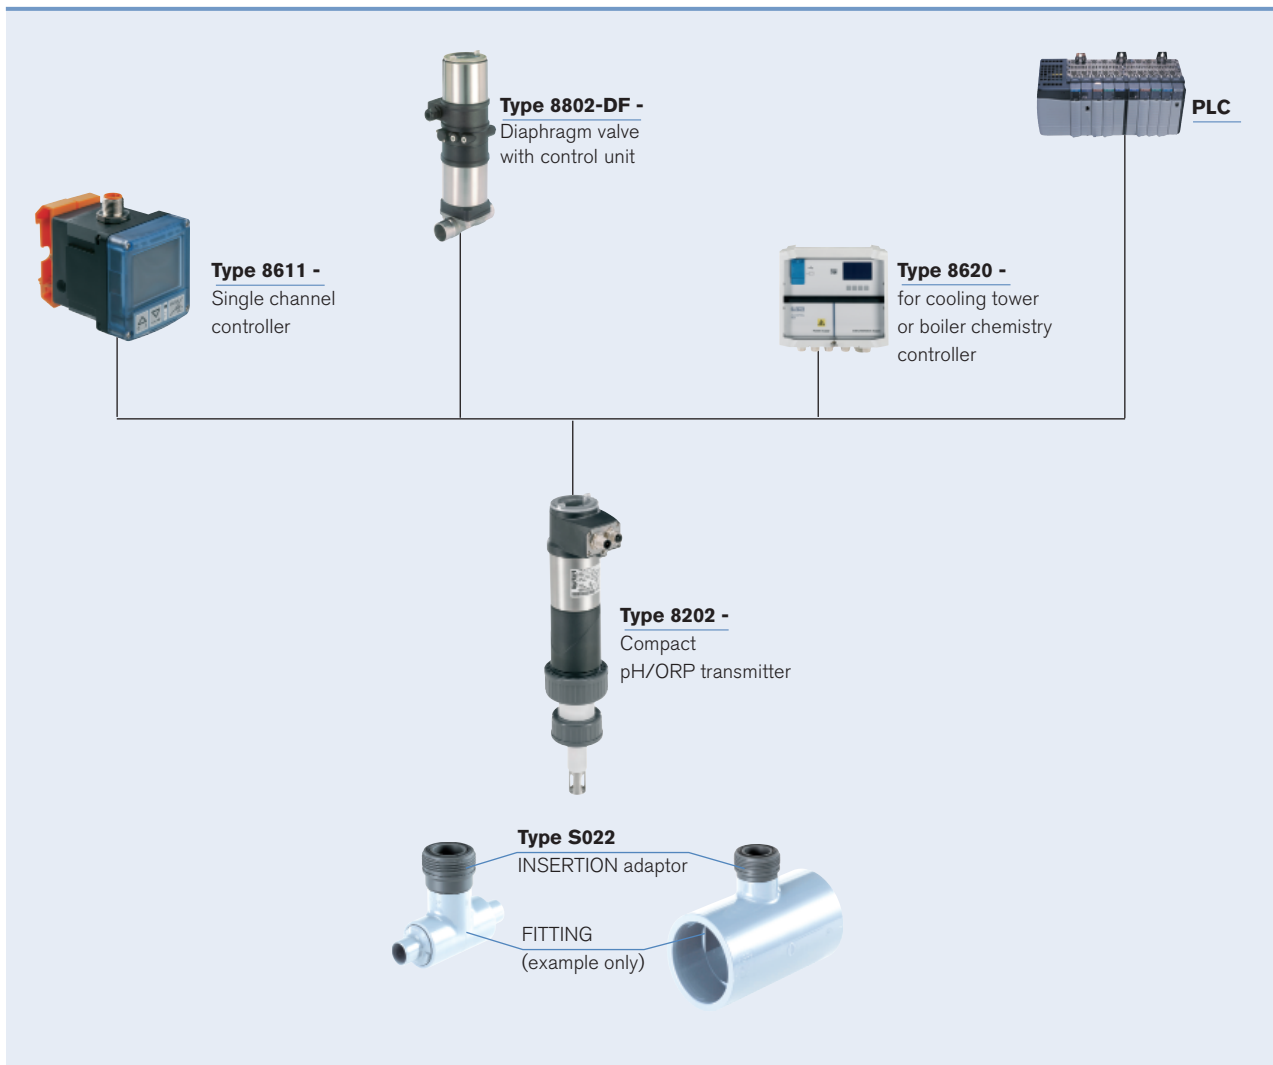 Type 8802-DF -
Diaphragm valve
with control unit
PLC
Type 8611 -
Single channel
controller
Type 8620 -
for cooling tower
or boiler chemistry
controller
Type 8202 -
Compact
pH/ORP transmitter
Type S022
INSERTION adaptor
FITTING
(example only)